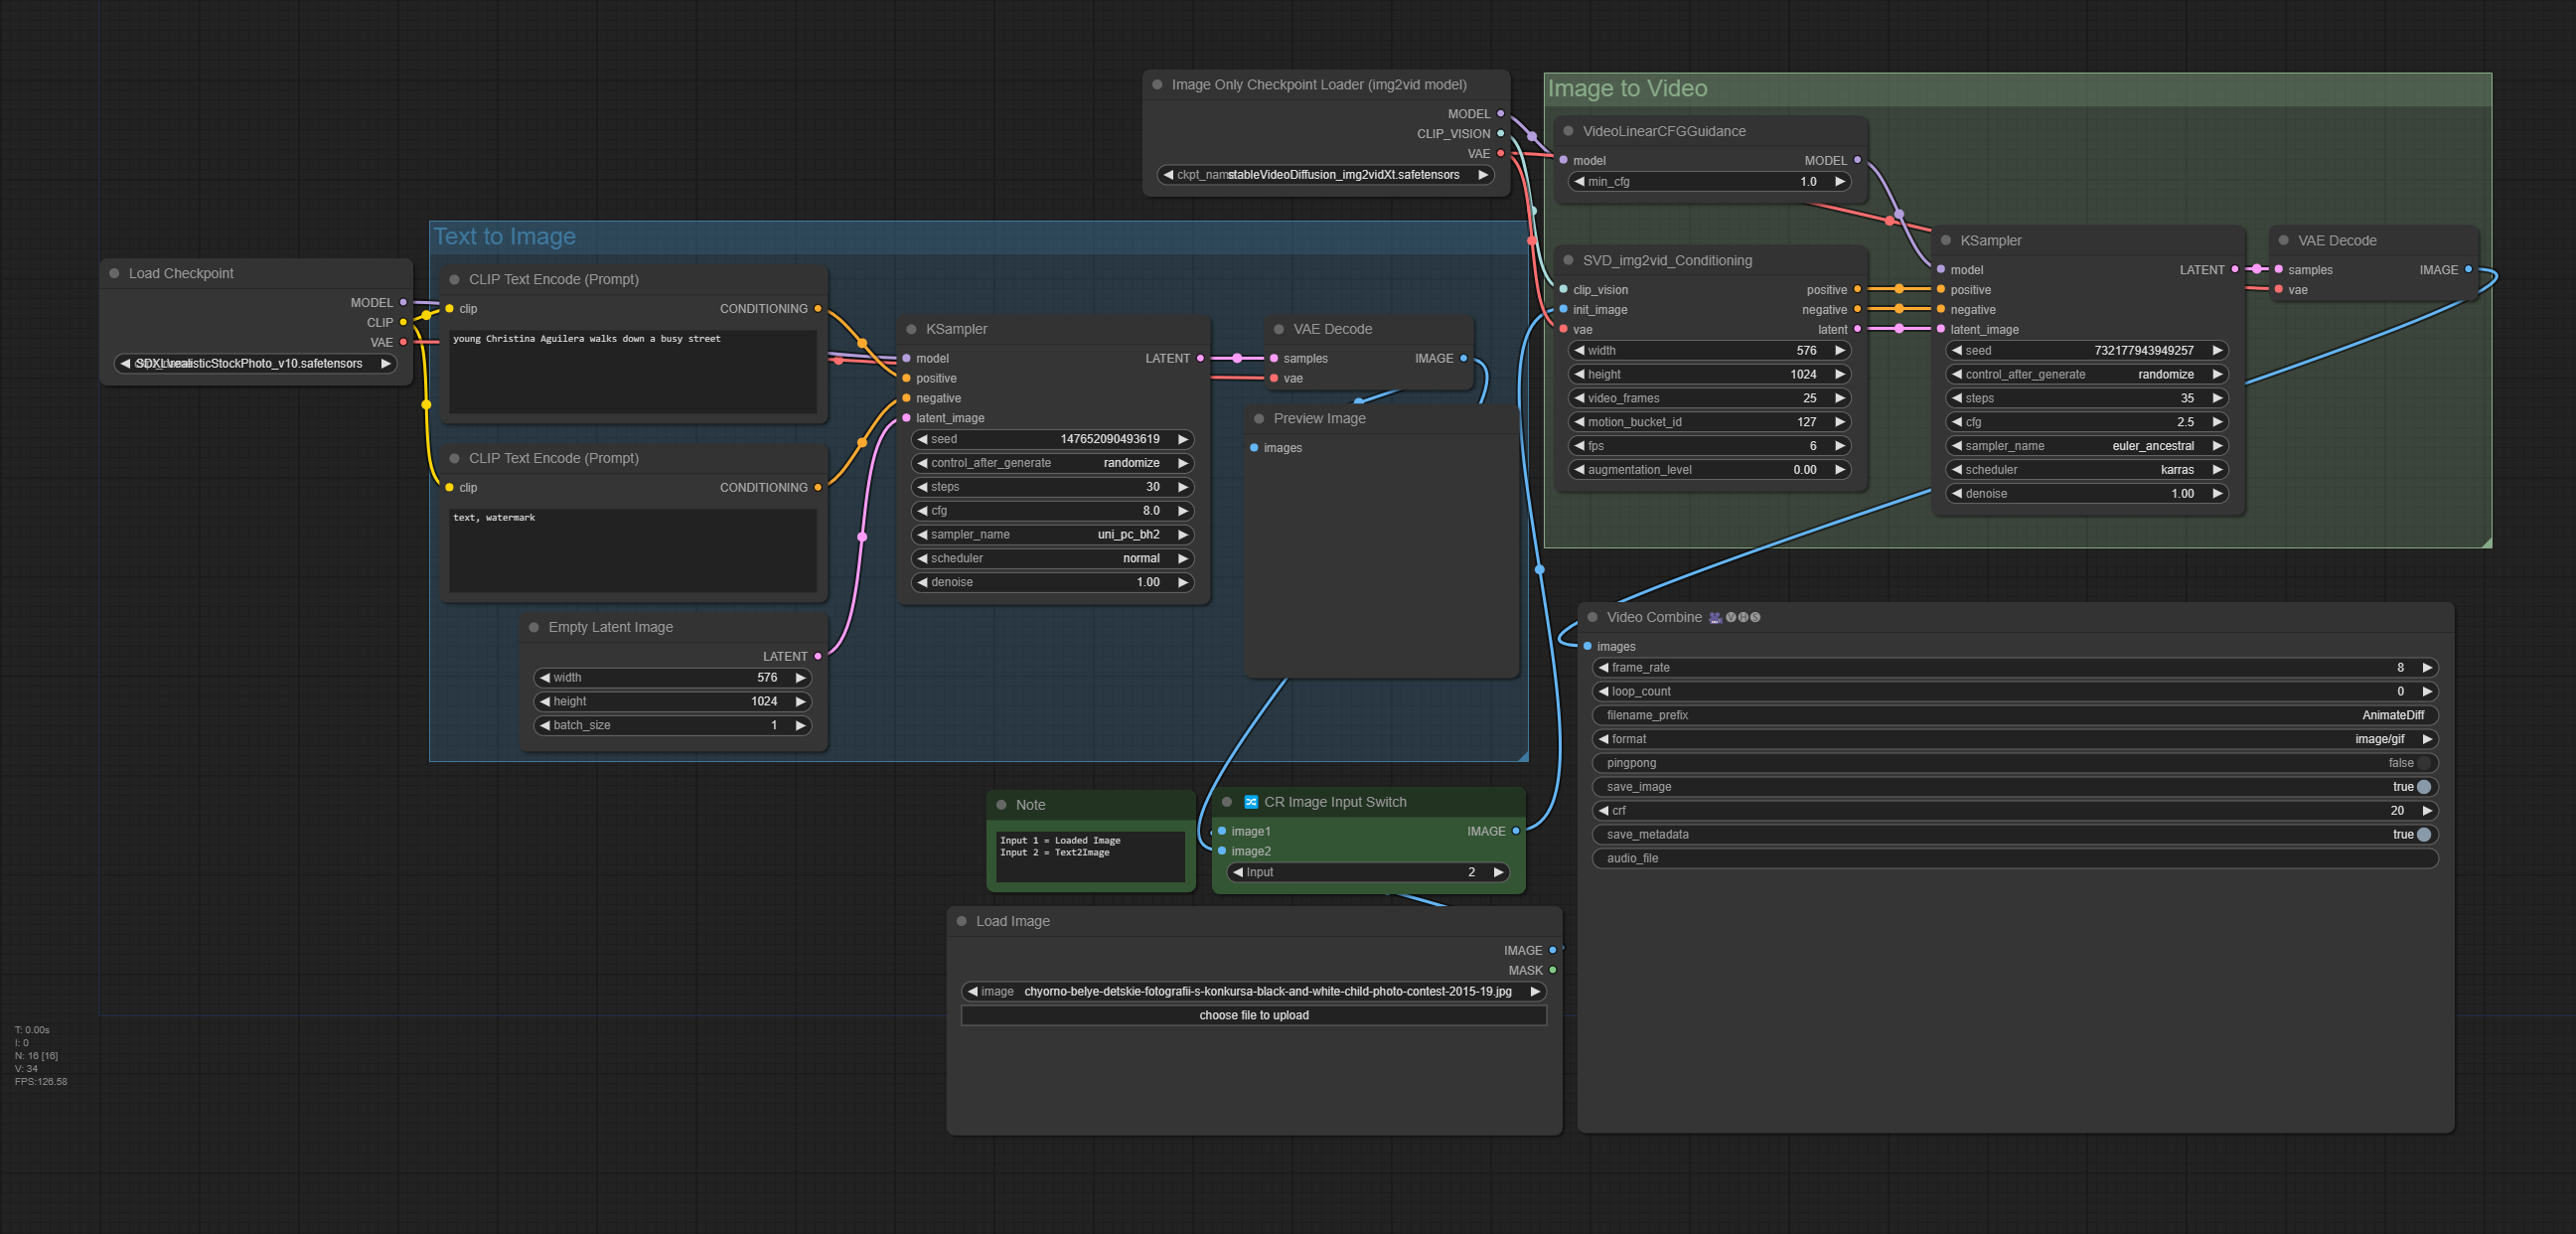 Image Only Checkpoint Loader (img2vid model)
MODEL
CLIP_VISION
VAE
stableVideoDiffusion_img2vidXt.safetensors
Load Checkpoint
MODEL
CLIP
VAE
SDXLrealisticStockPhoto_v10.safetensors
Text to Image
CLIP Text Encode (Prompt)
clip
CONDITIONING
young Christina Aguilera walks down a busy street
CLIP Text Encode (Prompt)
clip
CONDITIONING
text, watermark
Empty Latent Image
LATENT
width 576
height 1024
batch_size 1
KSampler
model LATENT
positive
negative
latent_image
seed 147652090493619
control_after_generate randomize
steps 30
cfg 8.0
sampler_name uni_pc_bh2
scheduler normal
denoise 1.00
VAE Decode
samples IMAGE
vae
Preview Image
images
Image to Video
VideoLinearCFGGuidance
model MODEL
min_cfg 1.0
SVD_img2vid_Conditioning
clip_vision positive
init_image negative
vae latent
width 576
height 1024
video_frames 25
motion_bucket_id 127
fps 6
augmentation_level 0.00
KSampler
model LATENT
positive
negative
latent_image
seed 732177943949257
control_after_generate randomize
steps 35
cfg 2.5
sampler_name euler_ancestral
scheduler karras
denoise 1.00
VAE Decode
samples IMAGE
vae
Note
Input 1 = Loaded Image
Input 2 = Text2Image
CR Image Input Switch
image1 IMAGE
image2
Input 2
Load Image
IMAGE
MASK
image chyorno-belye-detskie-fotografii-s-konkursa-black-and-white-child-photo-contest-2015-19.jpg
choose file to upload
Video Combine 🎥🅥🅗🅢
images
frame_rate 8
loop_count 0
filename_prefix AnimateDiff
format image/gif
pingpong false
save_image true
crf 20
save_metadata true
audio_file
T: 0.00s
I: 0
N: 16 [16]
V: 34
FPS:126.58